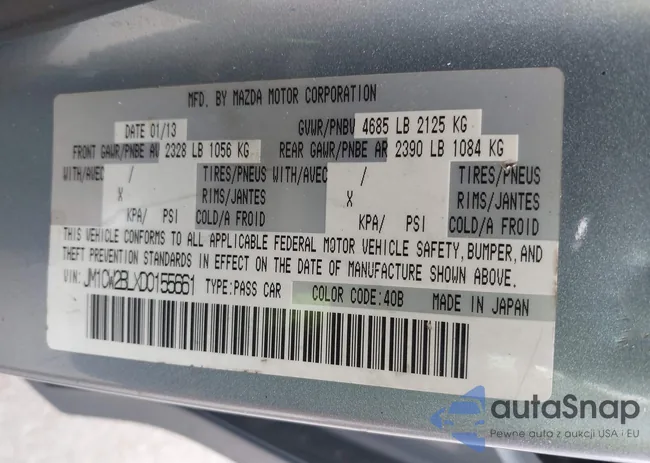 MFD. BY MAZDA MOTOR CORPORATION
DATE 01/13 GVWR/PNBV 4685 LB 2125 KG
FRONT GAWR/PNBE AV 2328 LB 1056 KG REAR GAWR/PNBE AR 2390 LB 1084 KG
WITH/AVEC / TIRES/PNEUS WITH/AVEC / TIRES/PNEUS
X RIMS/JANTES X RIMS/JANTES
KPA/ PSI COLD/A FROID KPA/ PSI COLD/A FROID
THIS VEHICLE CONFORMS TO ALL APPLICABLE FEDERAL MOTOR VEHICLE SAFETY, BUMPER, AND
THEFT PREVENTION STANDARDS IN EFFECT ON THE DATE OF MANUFACTURE SHOWN ABOVE.
VIN: JM1CW2BLXD0155661 TYPE:PASS CAR COLOR CODE:40B MADE IN JAPAN
autaSnap
Pewne auta z aukcji USA i EU